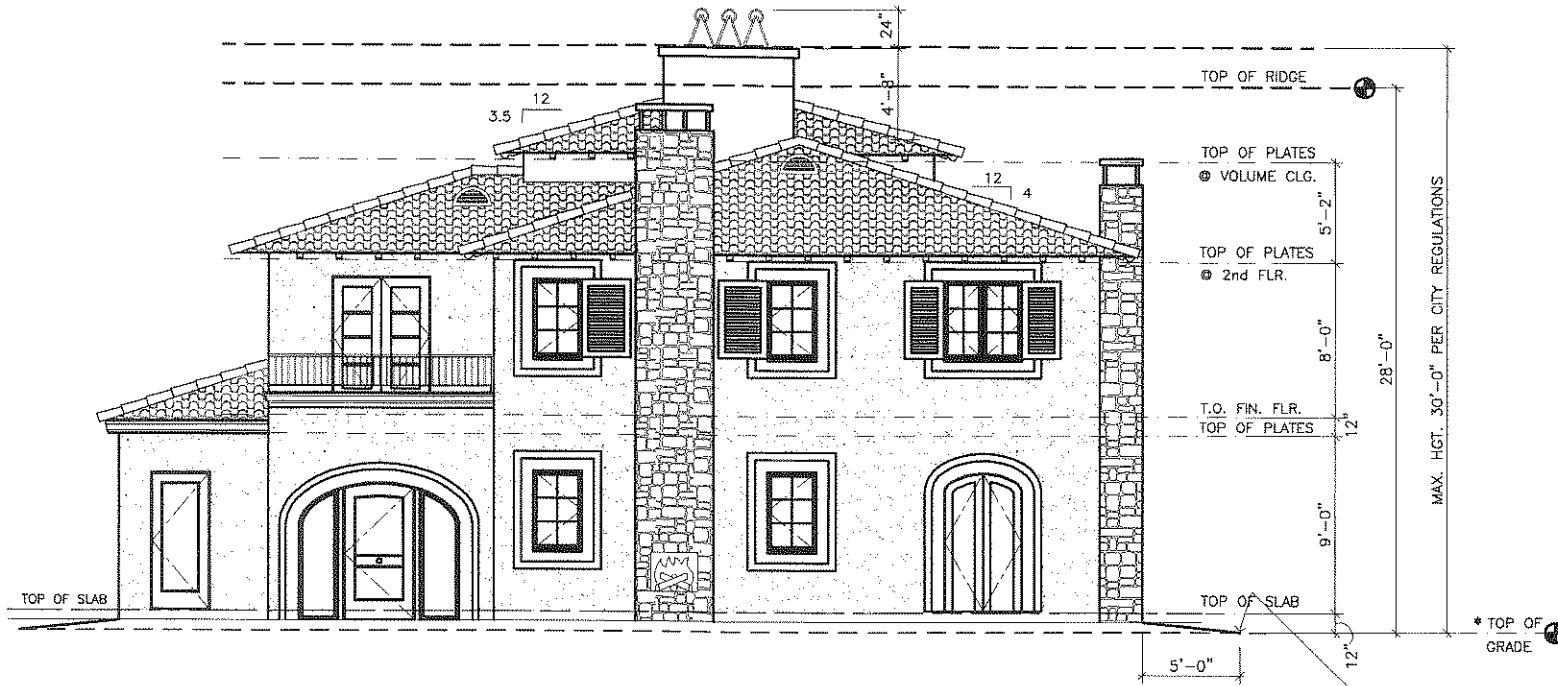 24"
4'-8"
TOP OF RIDGE
12
3.5
TOP OF PLATES
@ VOLUME CLG.
12
4
5'-2"
MAX. HGT. 30'-0" PER CITY REGULATIONS
TOP OF PLATES
@ 2nd FLR.
8'-0"
28'-0"
T.O. FIN. FLR.
12"
TOP OF PLATES
9'-0"
TOP OF SLAB
TOP OF SLAB
* TOP OF
GRADE
12"
5'-0"